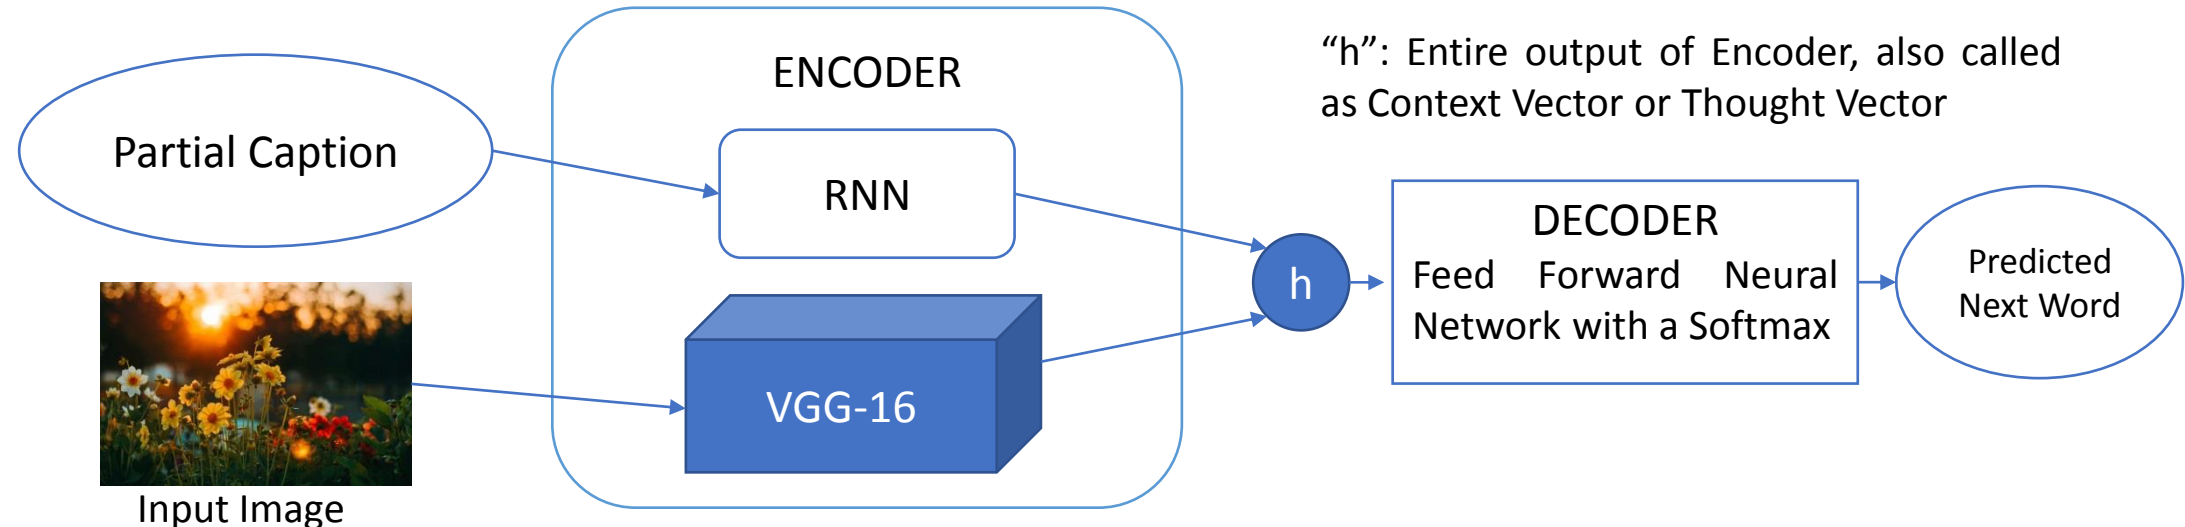 Partial Caption
Input Image
ENCODER
RNN
VGG-16
h
“h”: Entire output of Encoder, also called
as Context Vector or Thought Vector
DECODER
Feed Forward Neural
Network with a Softmax
Predicted
Next Word